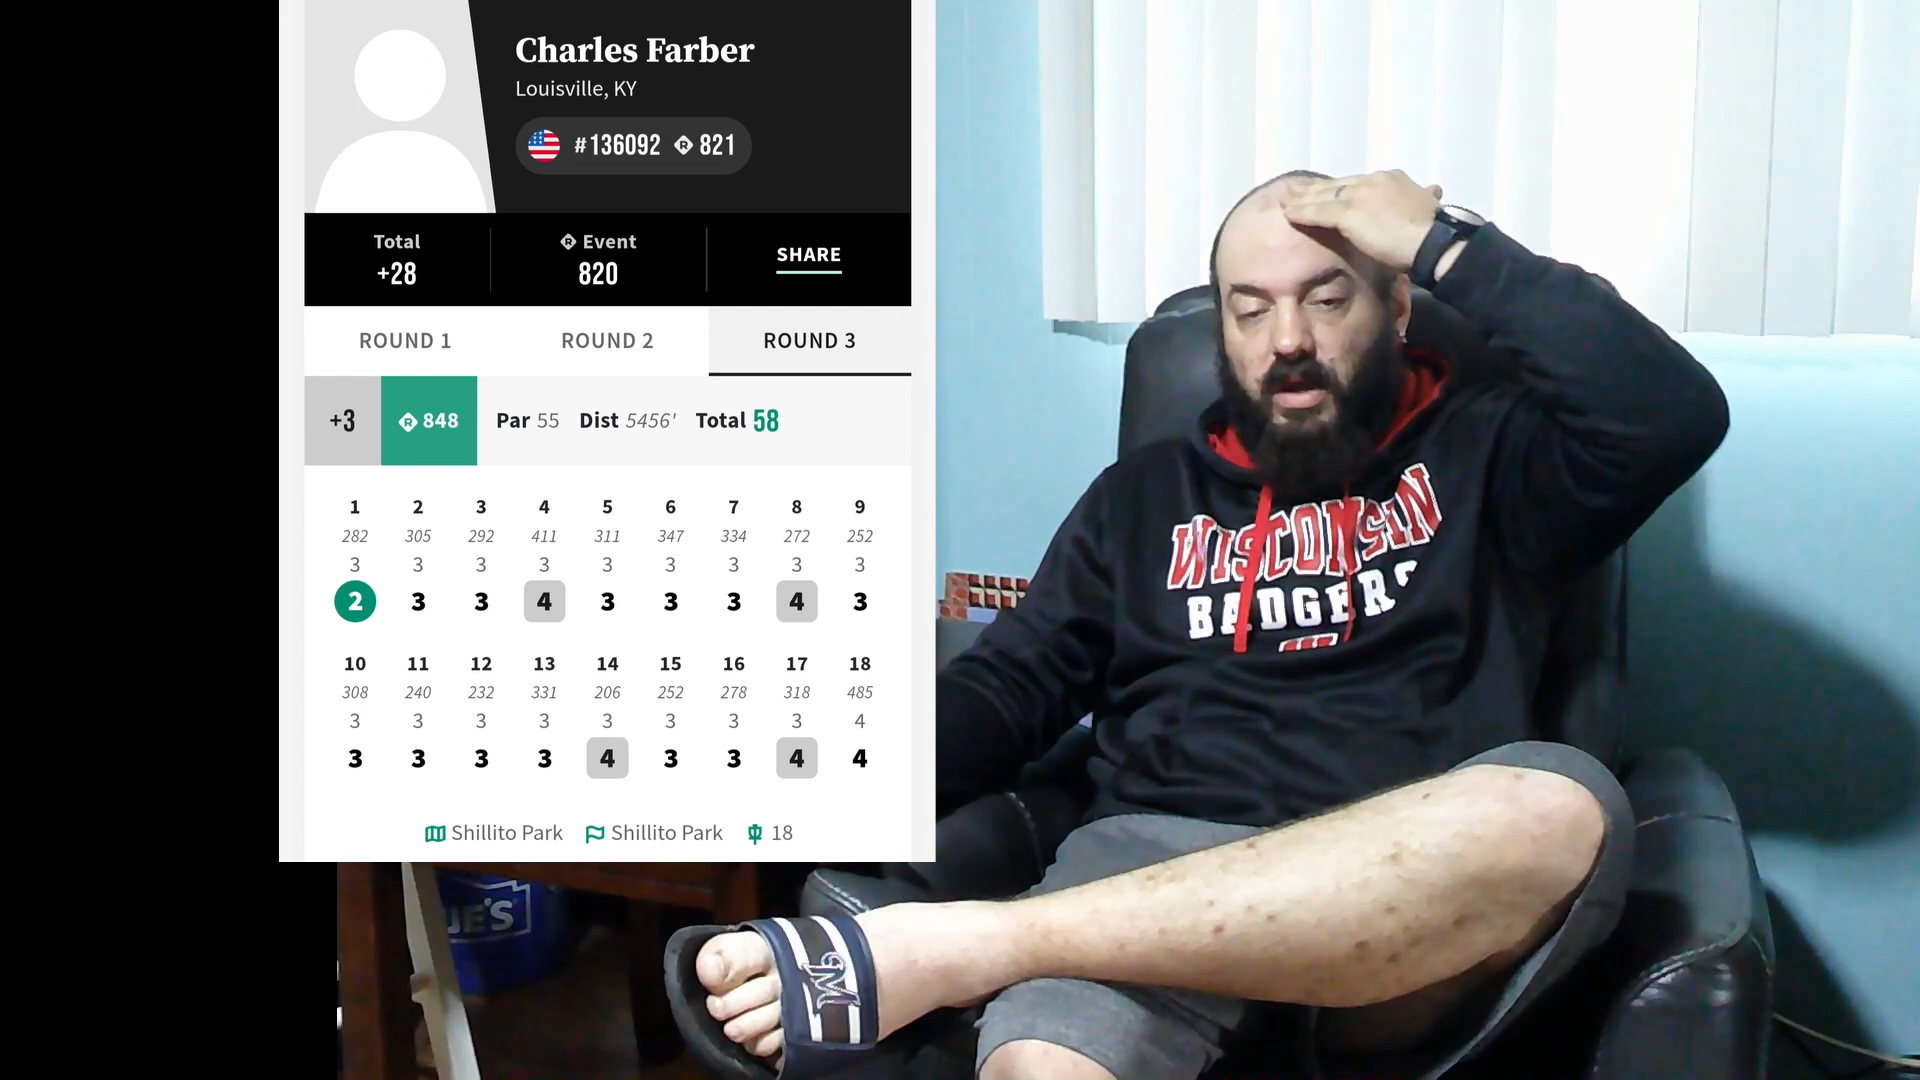 Charles Farber
Louisville, KY
#136092 R 821
Total
+28
R Event
820
SHARE
ROUND 1 ROUND 2 ROUND 3
+3 R 848 Par 55 Dist 5456' Total 58
1 2 3 4 5 6 7 8 9
282 305 292 411 311 347 334 272 252
3 3 3 3 3 3 3 3 3
2 3 3 4 3 3 3 4 3
10 11 12 13 14 15 16 17 18
308 240 232 331 206 252 278 318 485
3 3 3 3 3 3 3 3 4
3 3 3 3 4 3 3 4 4
Shillito Park Shillito Park 18
WISCONSIN
BADGERS
M